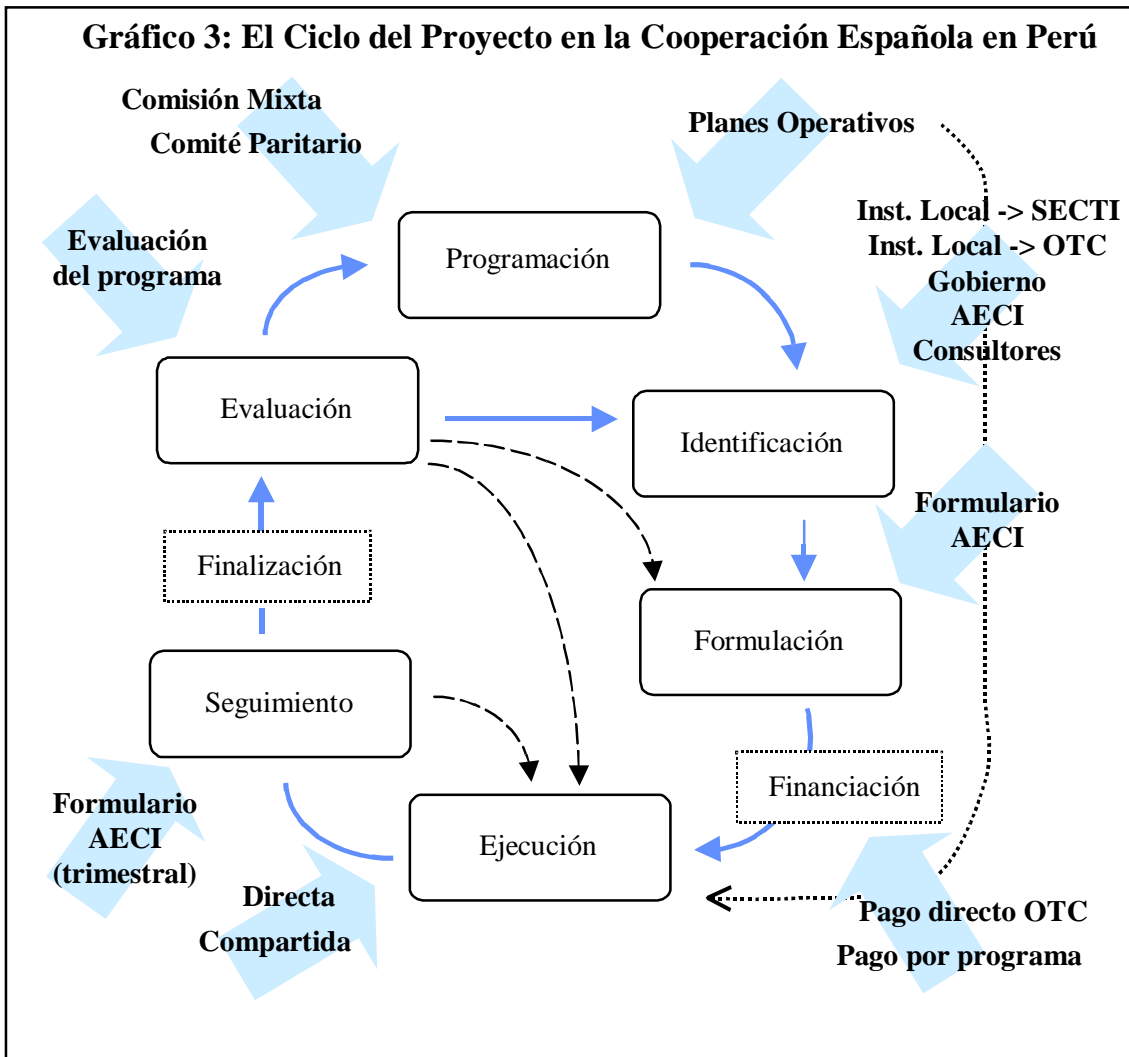 Gráfico 3: El Ciclo del Proyecto en la Cooperación Española en Perú
Comisión Mixta
Comité Paritario
Planes Operativos
Inst. Local -> SECTI
Inst. Local -> OTC
Gobierno
AECI
Consultores
Evaluación
del programa
Programación
Evaluación
Identificación
Formulario
AECI
Finalización
Formulación
Seguimiento
Financiación
Formulario
AECI
(trimestral)
Ejecución
Directa
Compartida
Pago directo OTC
Pago por programa